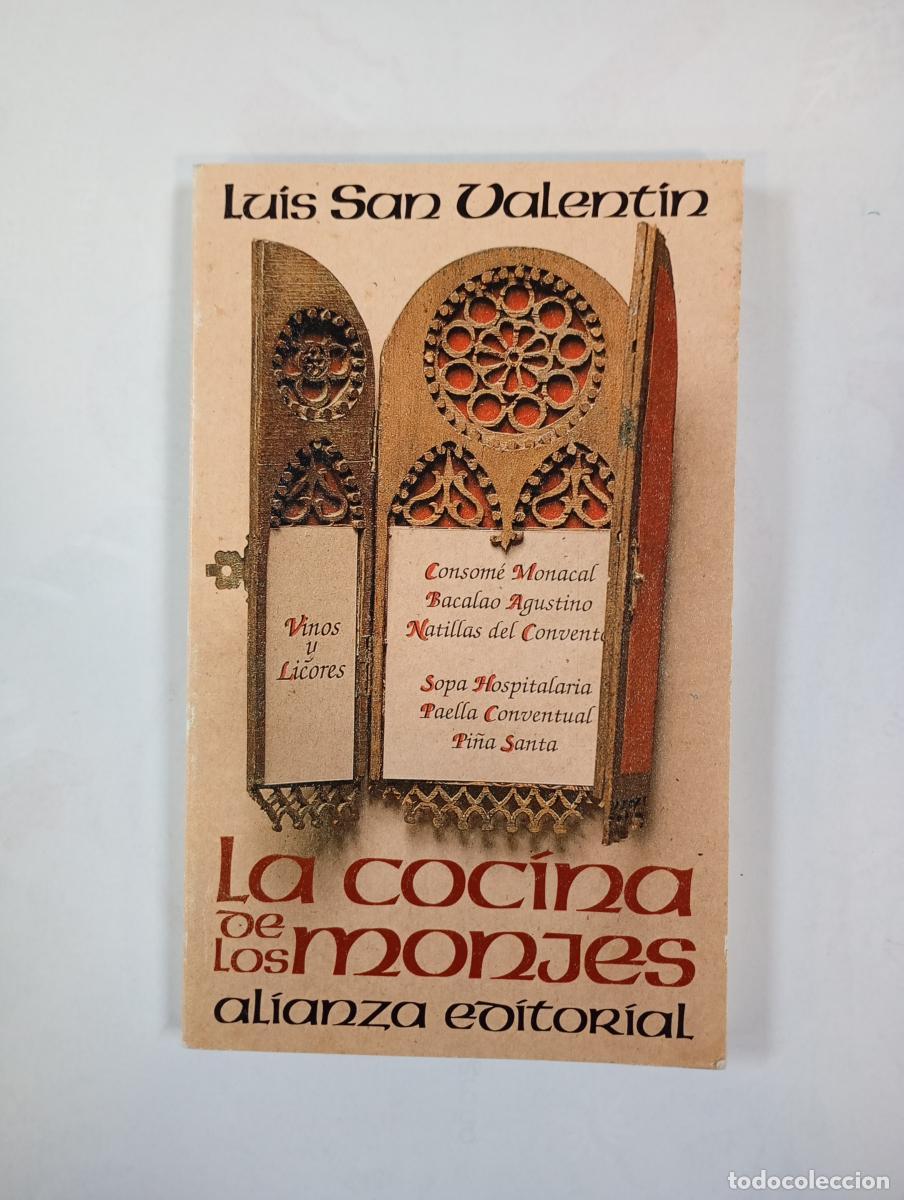 Luis San Valentín
Vinos
y
Licores
Consomé Monacal
Bacalao Agustino
Natillas del Convento
Sopa Hospitalaria
Paella Conventual
Piña Santa
La cocina
de
los monjes
alianza editorial
todocoleccion